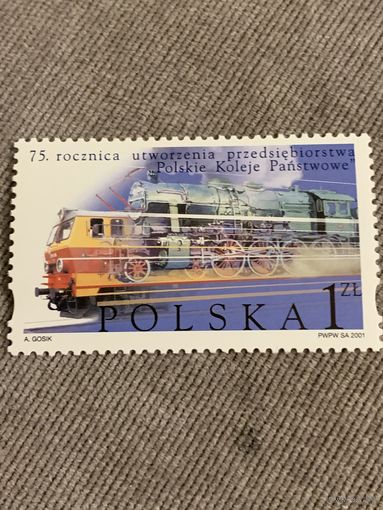 75. rocznica utworzenia przedsiębiorstwa
"Polskie Koleje Państwowe"
POLSKA 1 ZŁ
A. GOSIK PWPW SA 2001